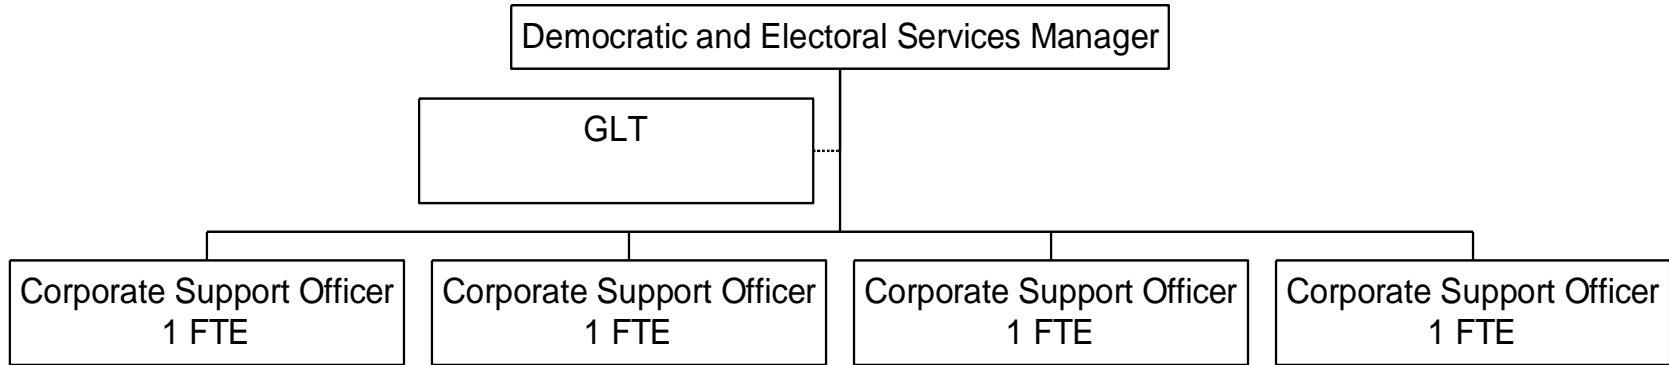 Democratic and Electoral Services Manager
GLT
Corporate Support Officer
1 FTE
Corporate Support Officer
1 FTE
Corporate Support Officer
1 FTE
Corporate Support Officer
1 FTE